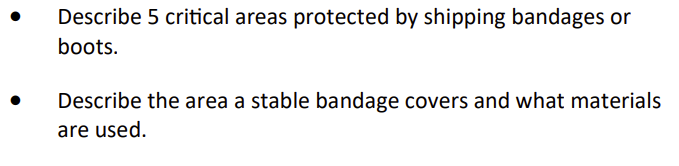 • Describe 5 critical areas protected by shipping bandages or
boots.
• Describe the area a stable bandage covers and what materials
are used.